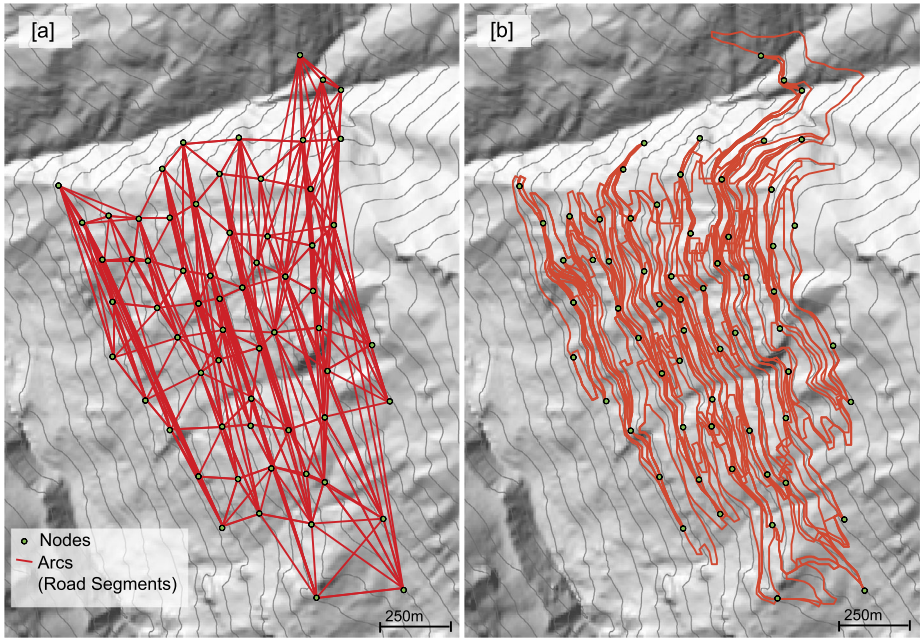 [a]
[b]
Nodes
Arcs
(Road Segments)
250m
250m